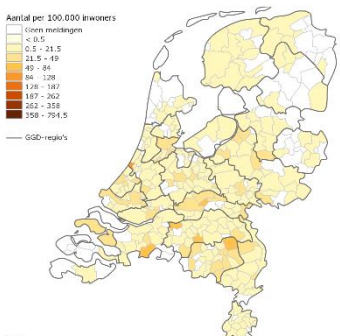 Aantal per 100.000 inwoners
Geen meldingen
< 0.5
0.5 - 21.5
21.5 - 49
49 - 84
84 - 128
128 - 187
187 - 262
262 - 358
358 - 794.5
GGD-regio's